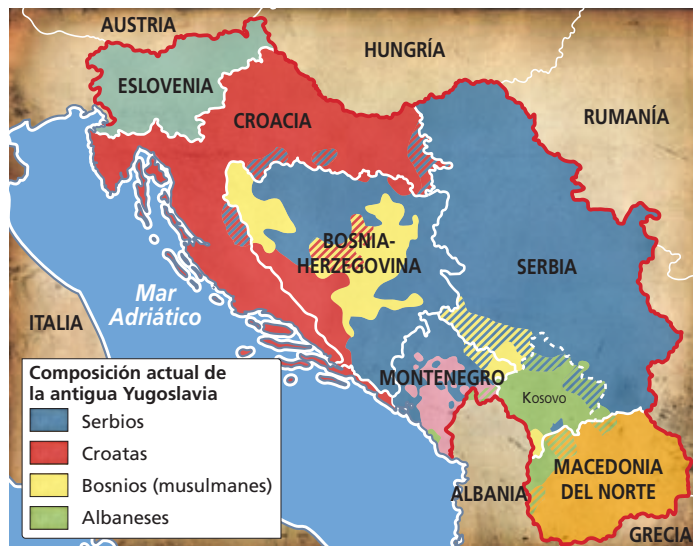 AUSTRIA
HUNGRÍA
ESLOVENIA
CROACIA
RUMANÍA
BOSNIA-
HERZEGOVINA
SERBIA
Mar
Adriático
ITALIA
MONTENEGRO
Kosovo
ALBANIA
MACEDONIA
DEL NORTE
GRECIA
Composición actual de
la antigua Yugoslavia
Serbios
Croatas
Bosnios (musulmanes)
Albaneses